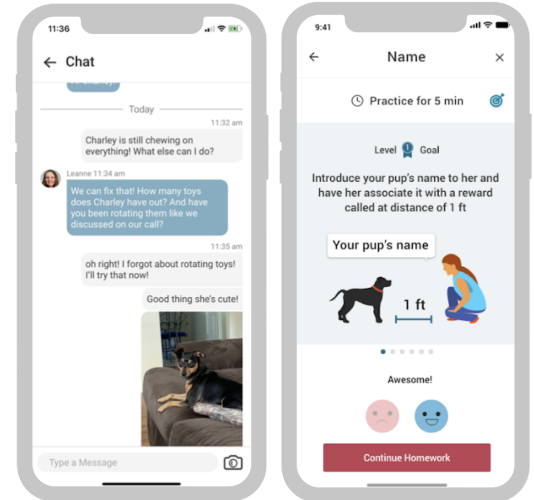 11:36
Chat
Today
11:32 am
Charley is still chewing on
everything! What else can I do?
Leanne 11:34 am
We can fix that! How many toys
does Charley have out? And have
you been rotating them like we
discussed on our call?
11:35 am
oh right! I forgot about rotating toys!
I'll try that now!
Good thing she's cute!
Type a Message
9:41
Name
Practice for 5 min
Level 1 Goal
Introduce your pup's name to her and
have her associate it with a reward
called at distance of 1 ft
Your pup's name
1 ft
Awesome!
Continue Homework